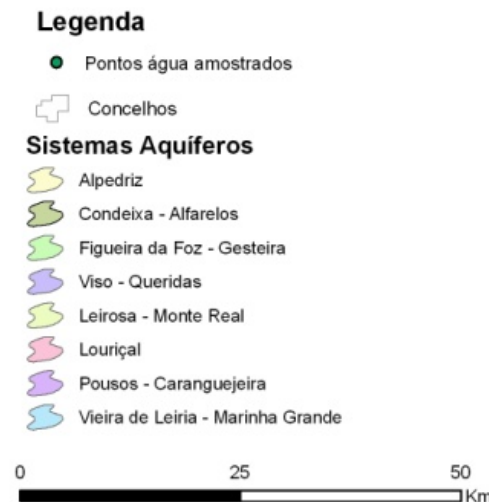 Legenda
Pontos água amostrados
Concelhos
Sistemas Aquíferos
Alpedriz
Condeixa - Alfarelos
Figueira da Foz - Gesteira
Viso - Queridas
Leirosa - Monte Real
Louriçal
Pousos - Caranguejeira
Vieira de Leiria - Marinha Grande
0 25 50
Km